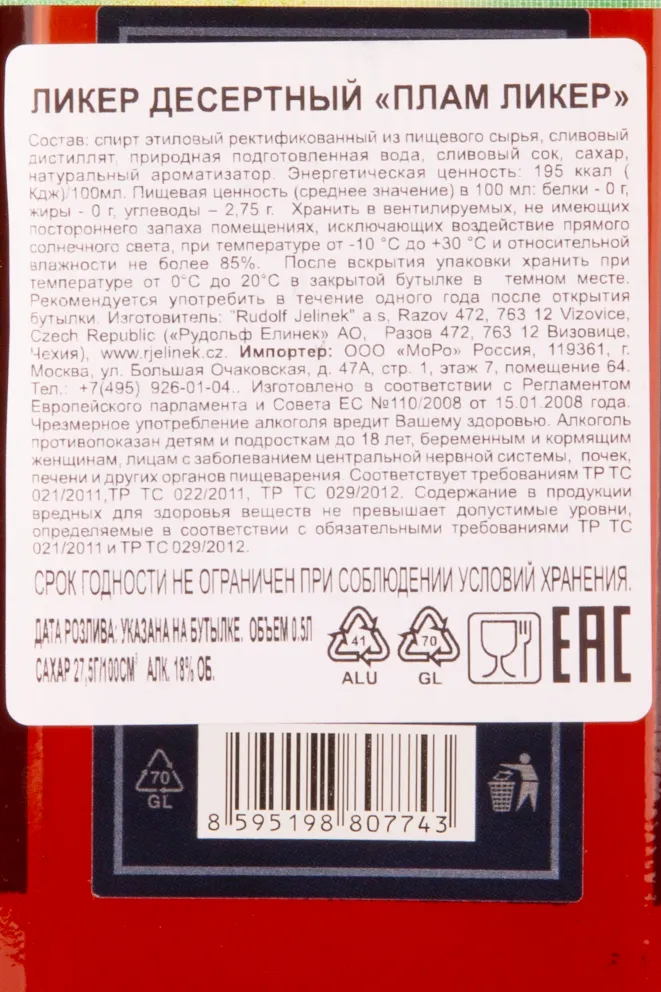 ЛИКЕР ДЕСЕРТНЫЙ «ПЛАМ ЛИКЕР»
Состав: спирт этиловый ректификованный из пищевого сырья, сливовый
дистиллят, природная подготовленная вода, сливовый сок, сахар,
натуральный ароматизатор. Энергетическая ценность: 195 ккал (
Кдж)/100мл. Пищевая ценность (среднее значение) в 100 мл: белки - 0 г,
жиры - 0 г, углеводы – 2,75 г. Хранить в вентилируемых, не имеющих
постороннего запаха помещениях, исключающих воздействие прямого
солнечного света, при температуре от -10 °С до +30 °С и относительной
влажности не более 85%. После вскрытия упаковки хранить при
температуре от 0°С до 20°С в закрытой бутылке в темном месте.
Рекомендуется употребить в течение одного года после открытия
бутылки. Изготовитель: "Rudolf Jelinek" a.s, Razov 472, 763 12 Vizovice,
Czech Republic («Рудольф Елинек» АО, Разов 472, 763 12 Визовице,
Чехия), www.rjelinek.cz. Импортер: ООО «МоРо» Россия, 119361, г.
Москва, ул. Большая Очаковская, д. 47А, стр. 1, этаж 7, помещение 64.
Тел.: +7(495) 926-01-04.. Изготовлено в соответствии с Регламентом
Европейского парламента и Совета ЕС №110/2008 от 15.01.2008 года.
Чрезмерное употребление алкоголя вредит Вашему здоровью. Алкоголь
противопоказан детям и подросткам до 18 лет, беременным и кормящим
женщинам, лицам с заболеванием центральной нервной системы, почек,
печени и других органов пищеварения. Соответствует требованиям ТР ТС
021/2011,ТР ТС 022/2011, ТР ТС 029/2012. Содержание в продукции
вредных для здоровья веществ не превышает допустимые уровни,
определяемые в соответствии с обязательными требованиями ТР ТС
021/2011 и ТР ТС 029/2012.
СРОК ГОДНОСТИ НЕ ОГРАНИЧЕН ПРИ СОБЛЮДЕНИИ УСЛОВИЙ ХРАНЕНИЯ.
ДАТА РОЗЛИВА: УКАЗАНА НА БУТЫЛКЕ. ОБЪЕМ 0.5Л
САХАР 27,5Г/100СМ³ АЛК. 18% ОБ.
41
ALU
70
GL
EAC
70
GL
8 595198 807743